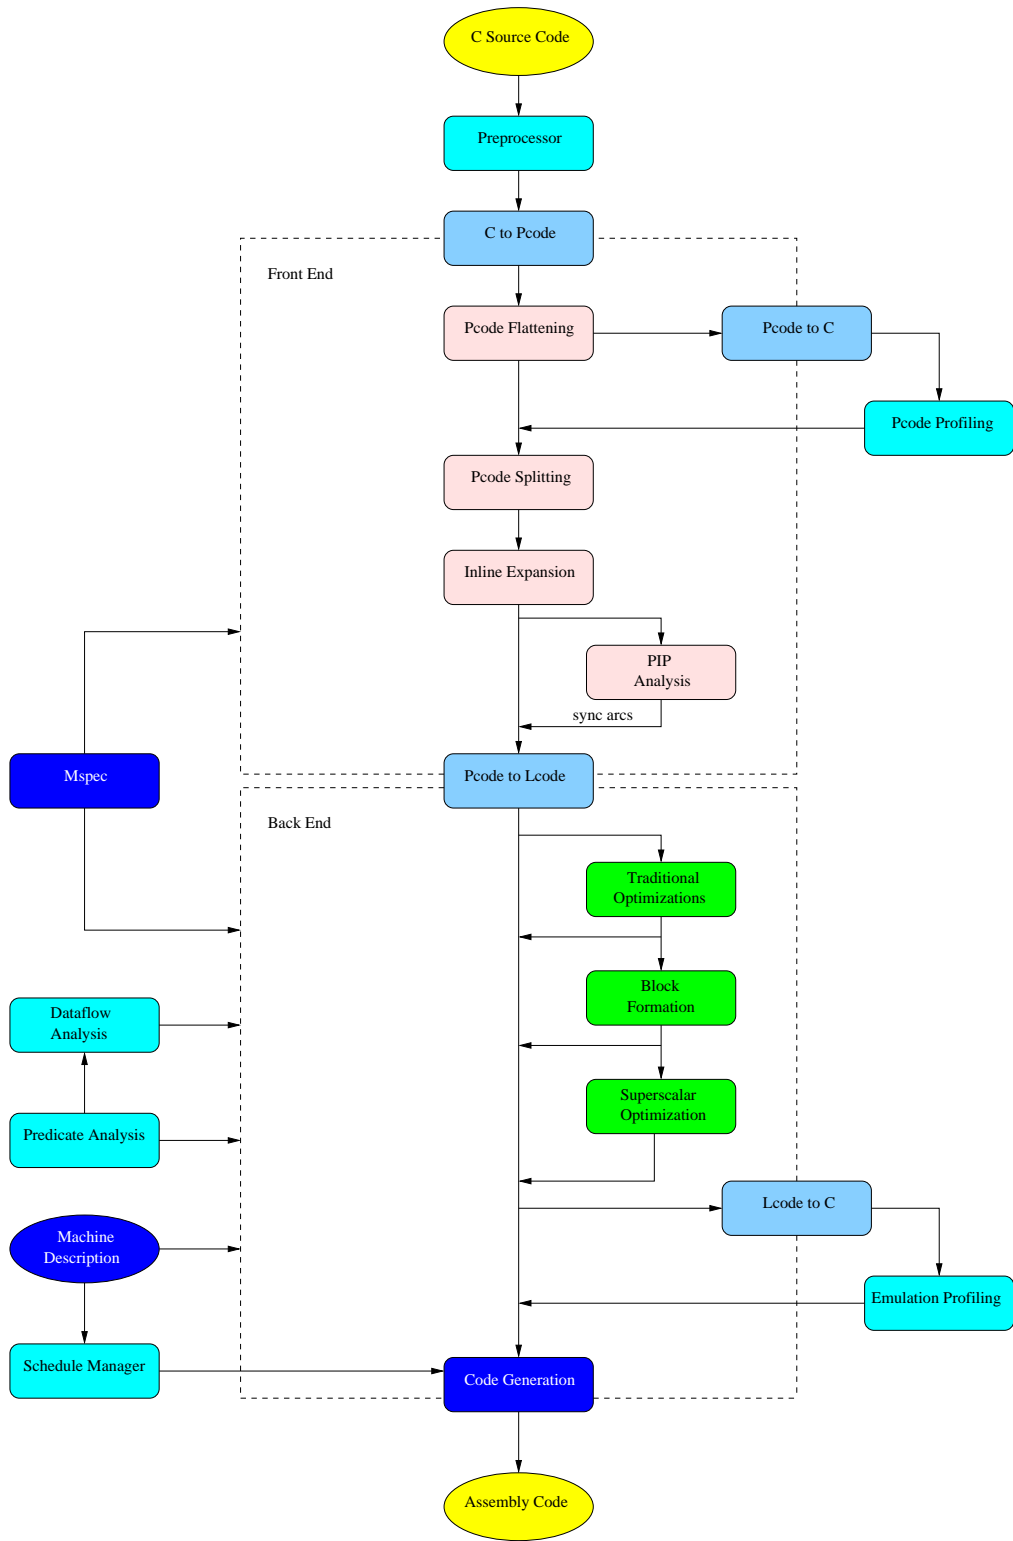 C Source Code
Preprocessor
C to Pcode
Front End
Pcode Flattening
Pcode to C
Pcode Profiling
Pcode Splitting
Inline Expansion
PIP
Analysis
sync arcs
Mspec
Pcode to Lcode
Back End
Traditional
Optimizations
Block
Formation
Dataflow
Analysis
Superscalar
Optimization
Predicate Analysis
Lcode to C
Machine
Description
Emulation Profiling
Schedule Manager
Code Generation
Assembly Code